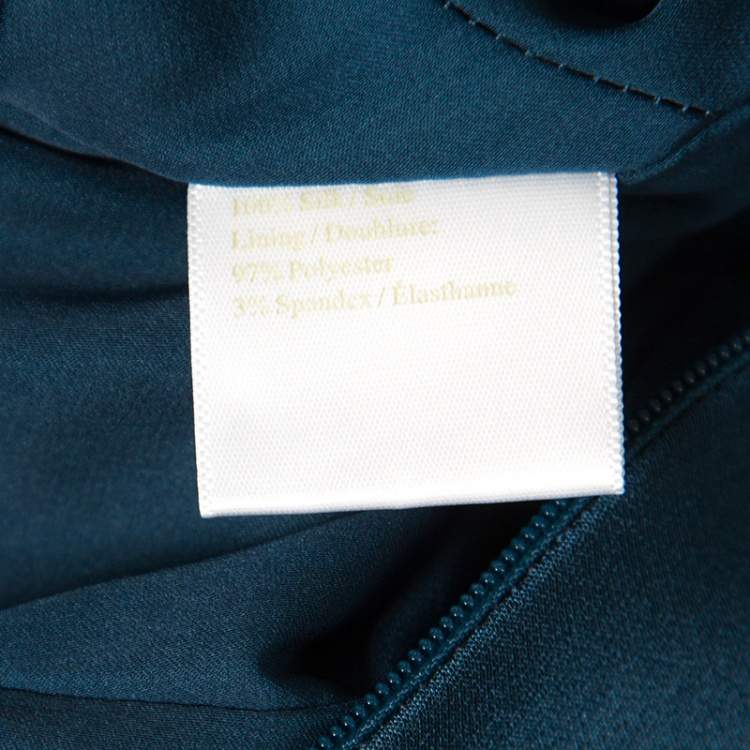 100% Silk / Soie
Lining / Doublure:
97% Polyester
3% Spandex / Élasthanne